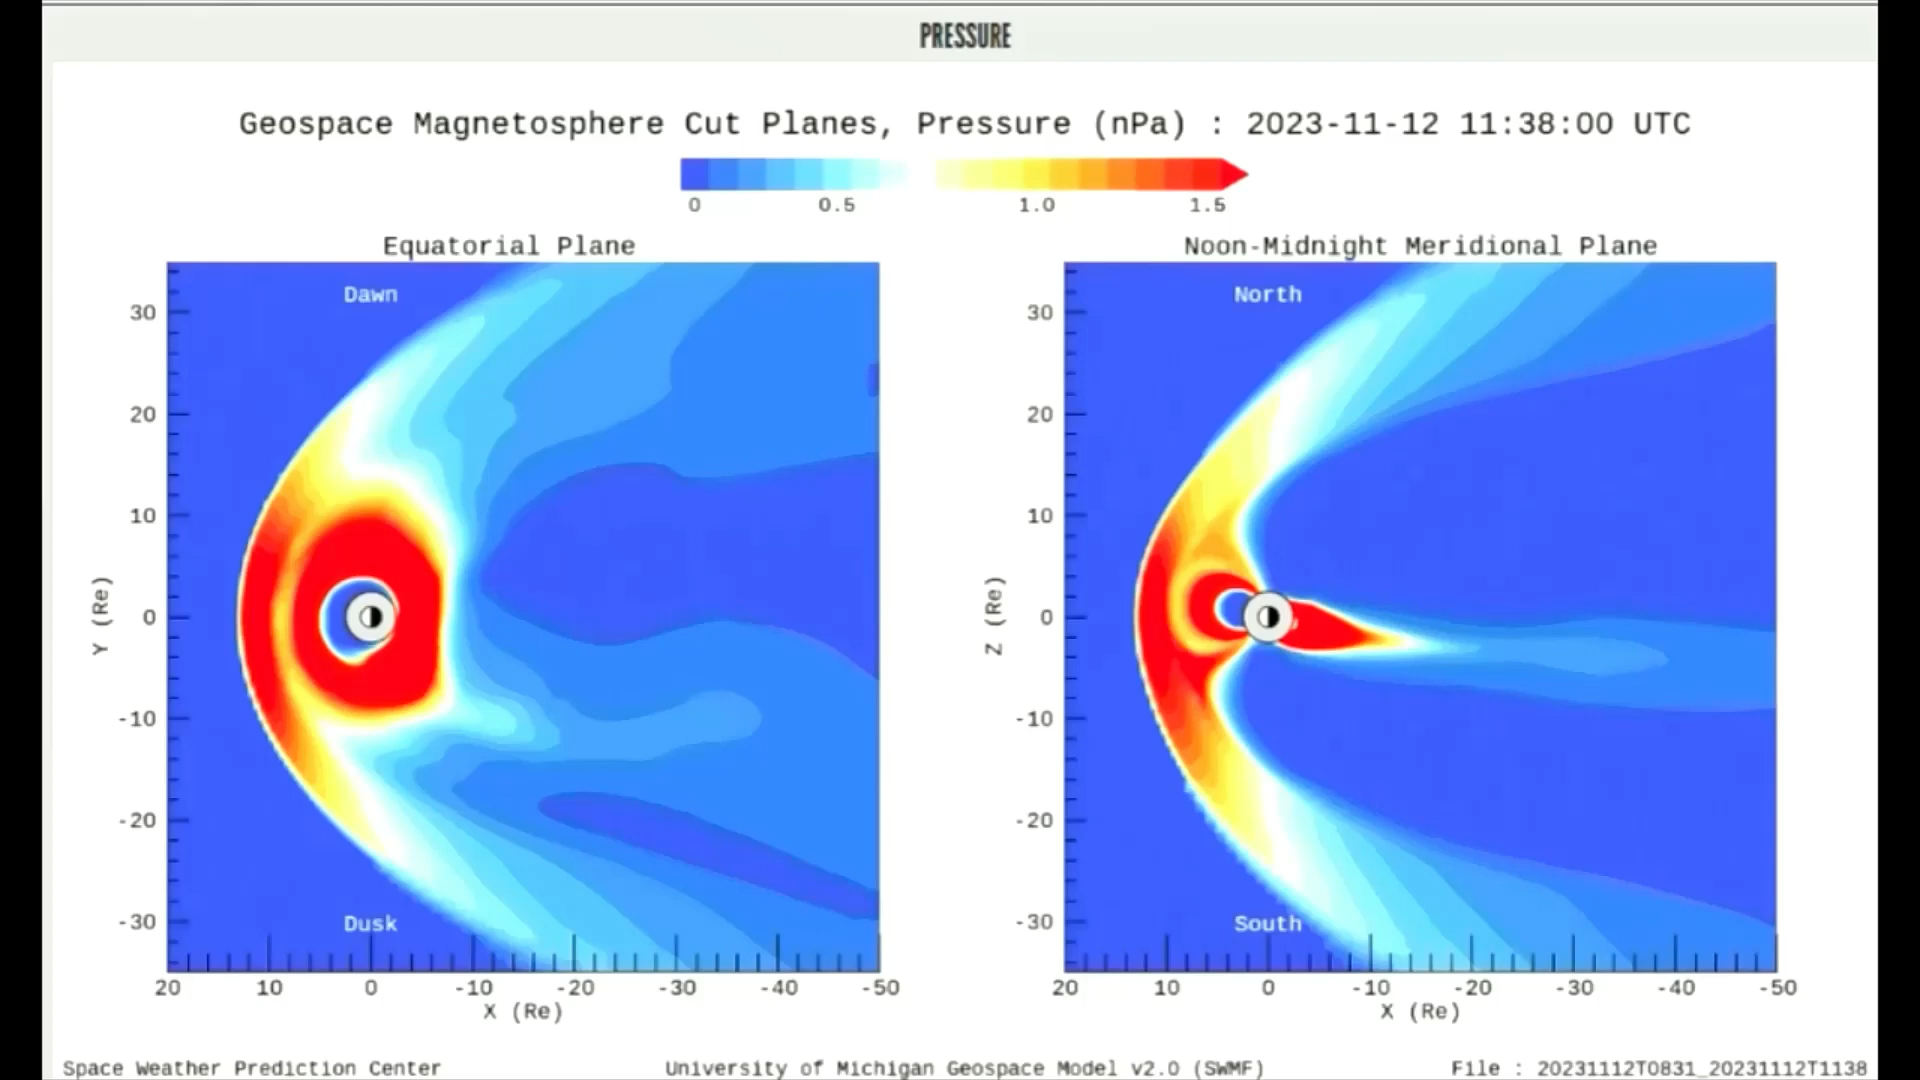 PRESSURE
Geospace Magnetosphere Cut Planes, Pressure (nPa) : 2023-11-12 11:38:00 UTC
0 0.5 1.0 1.5
Equatorial Plane
Dawn
30
20
10
0
-10
-20
-30
Y (Re)
Dusk
20 10 0 -10 -20 -30 -40 -50
X (Re)
Noon-Midnight Meridional Plane
North
30
20
10
0
-10
-20
-30
Z (Re)
South
20 10 0 -10 -20 -30 -40 -50
X (Re)
Space Weather Prediction Center
University of Michigan Geospace Model v2.0 (SWMF)
File : 20231112T0831_20231112T1138